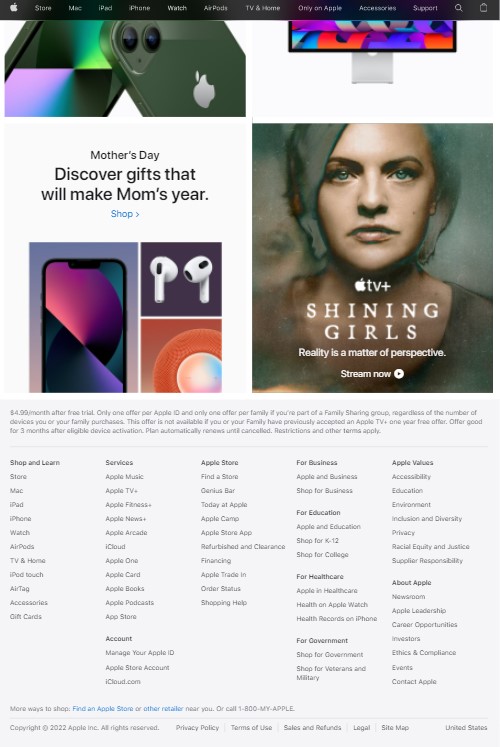 Store Mac iPad iPhone Watch AirPods TV & Home Only on Apple Accessories Support
Mother's Day
Discover gifts that
will make Mom's year.
Shop >
tv+
SHINING
GIRLS
Reality is a matter of perspective.
Stream now
$4.99/month after free trial. Only one offer per Apple ID and only one offer per family if you're part of a Family Sharing group, regardless of the number of
devices you or your family purchases. This offer is not available if you or your Family have previously accepted an Apple TV+ one year free offer. Offer good
for 3 months after eligible device activation. Plan automatically renews until cancelled. Restrictions and other terms apply.
Shop and Learn
Store
Mac
iPad
iPhone
Watch
AirPods
TV & Home
iPod touch
AirTag
Accessories
Gift Cards
Services
Apple Music
Apple TV+
Apple Fitness+
Apple News+
Apple Arcade
iCloud
Apple One
Apple Card
Apple Books
Apple Podcasts
App Store
Account
Manage Your Apple ID
Apple Store Account
iCloud.com
Apple Store
Find a Store
Genius Bar
Today at Apple
Apple Camp
Apple Store App
Refurbished and Clearance
Financing
Apple Trade In
Order Status
Shopping Help
For Business
Apple and Business
Shop for Business
For Education
Apple and Education
Shop for K-12
Shop for College
For Healthcare
Apple in Healthcare
Health on Apple Watch
Health Records on iPhone
For Government
Shop for Government
Shop for Veterans and
Military
Apple Values
Accessibility
Education
Environment
Inclusion and Diversity
Privacy
Racial Equity and Justice
Supplier Responsibility
About Apple
Newsroom
Apple Leadership
Career Opportunities
Investors
Ethics & Compliance
Events
Contact Apple
More ways to shop: Find an Apple Store or other retailer near you. Or call 1-800-MY-APPLE.
Copyright © 2022 Apple Inc. All rights reserved. Privacy Policy | Terms of Use | Sales and Refunds | Legal | Site Map United States